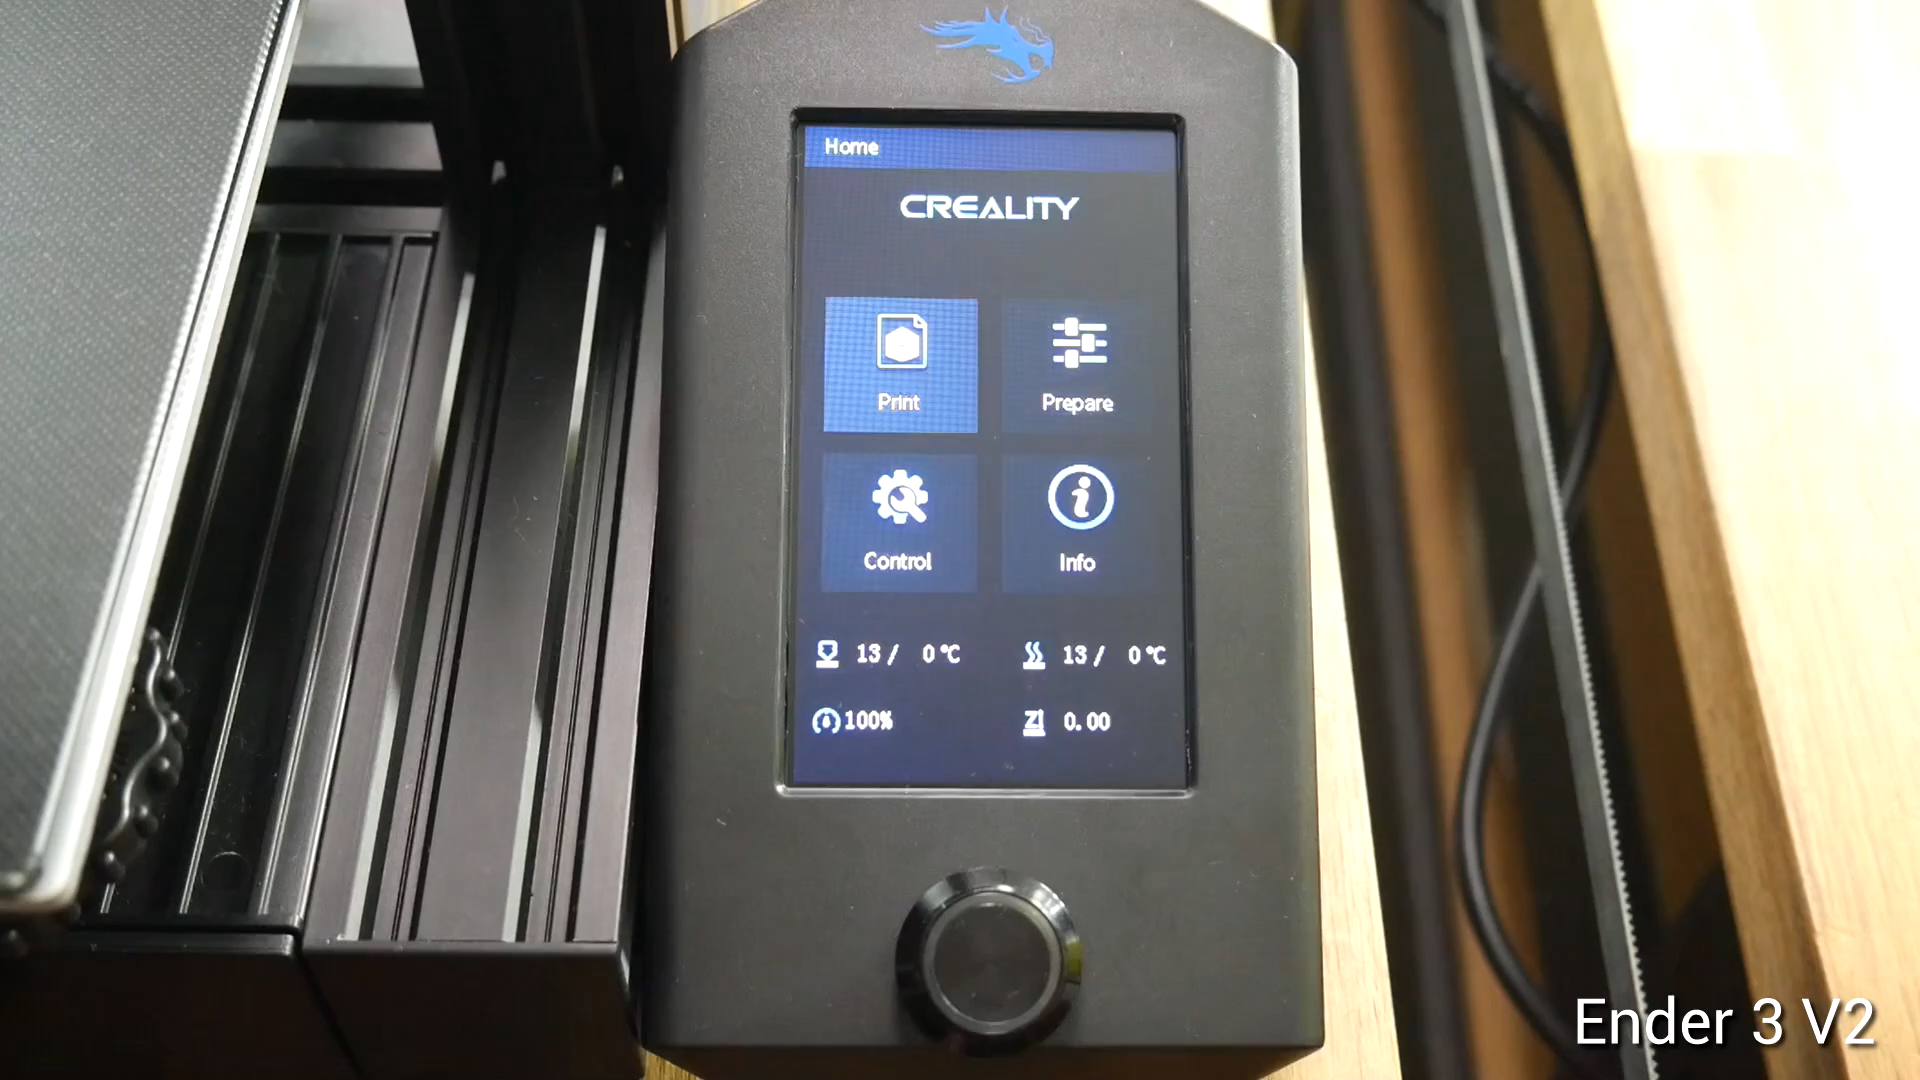 Home
CREALITY
Print
Prepare
Control
Info
13 / 0 ℃
13 / 0 ℃
100%
0.00
Ender 3 V2